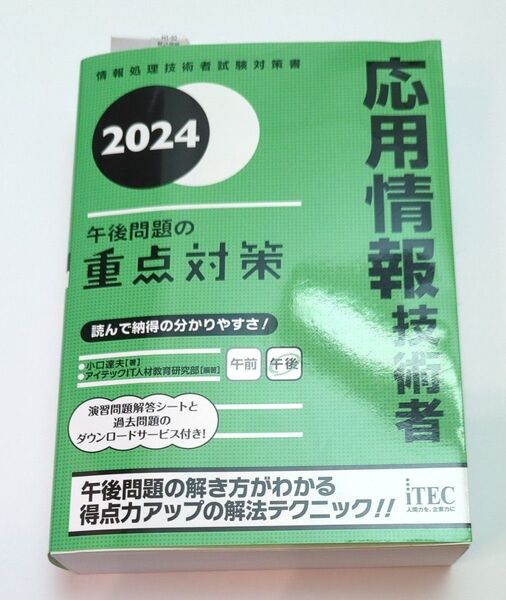 情報処理技術者試験対策書
2024
応用情報技術者
午後問題の
重点対策
読んで納得の分かりやすさ!
●小口達夫[著]
●アイテックIT人材教育研究部[編著]
午前
午後
演習問題解答シートと
過去問題の
ダウンロードサービス付き!
午後問題の解き方がわかる
得点力アップの解法テクニック!!
iTEC
人間力を、企業力に